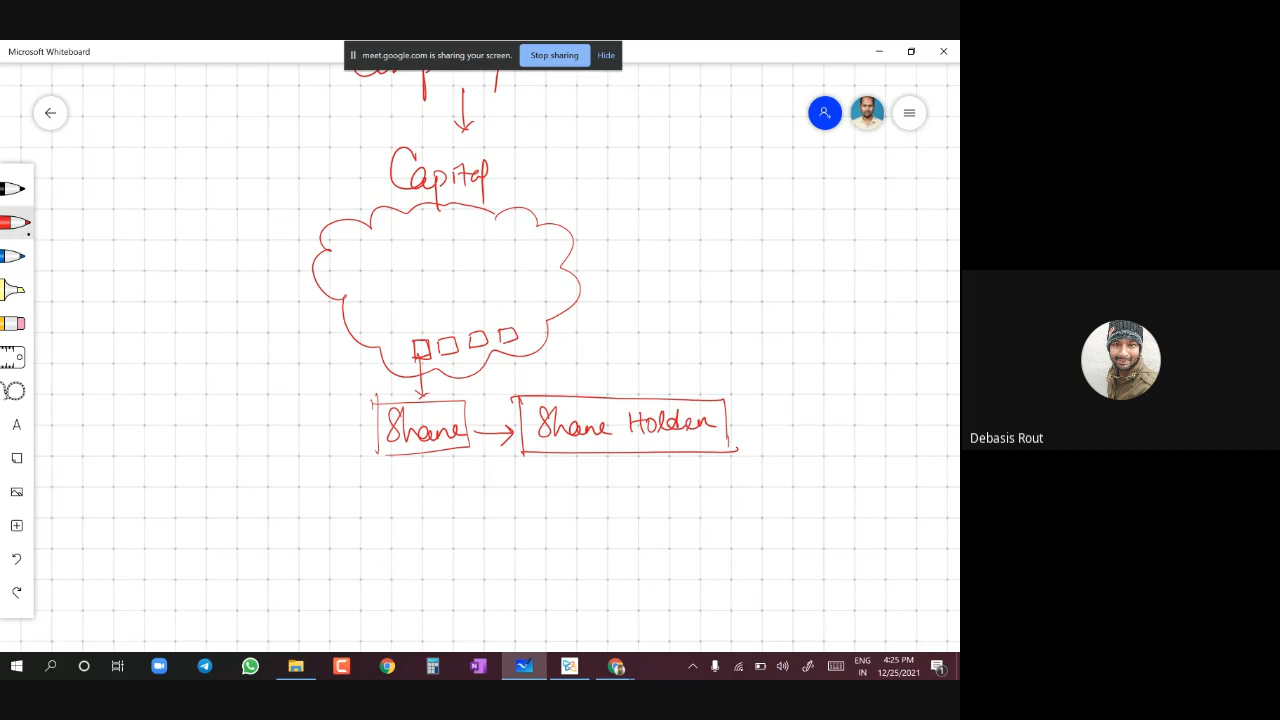 Microsoft Whiteboard
meet.google.com is sharing your screen.
Stop sharing
Hide
Capital
Share
Share Holder
Debasis Rout
A
ENG
IN
4:25 PM
12/25/2021
1